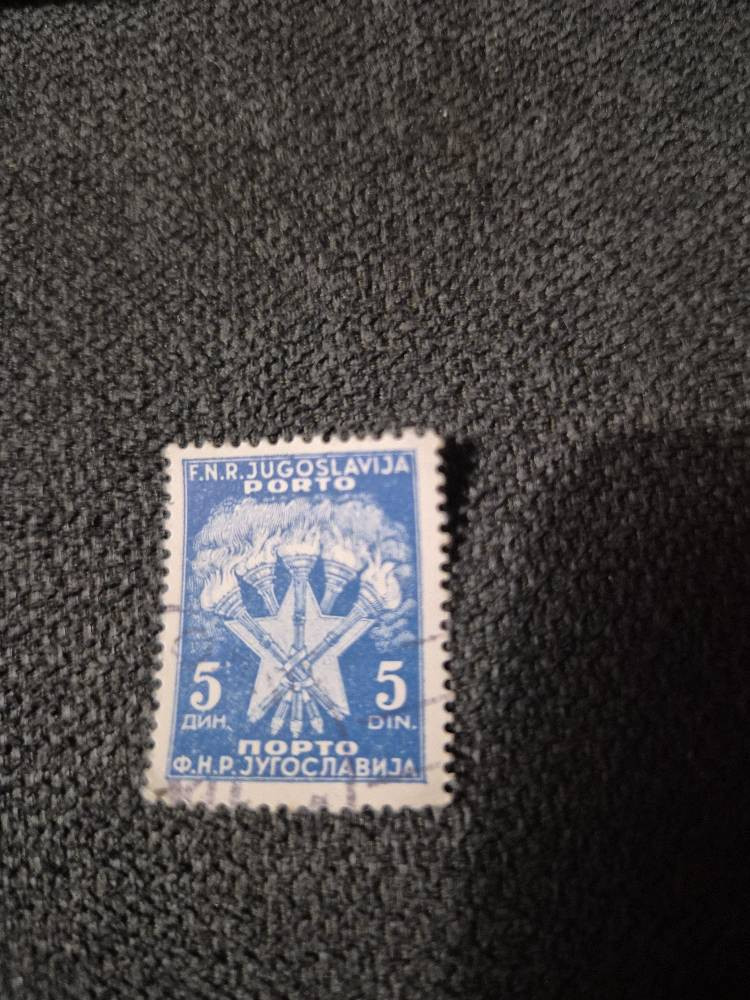 F.N.R. JUGOSLAVIJA
PORTO
5 5
ДИН. DIN.
ПОРТО
Ф.Н.Р. ЈУГОСЛАВИЈА